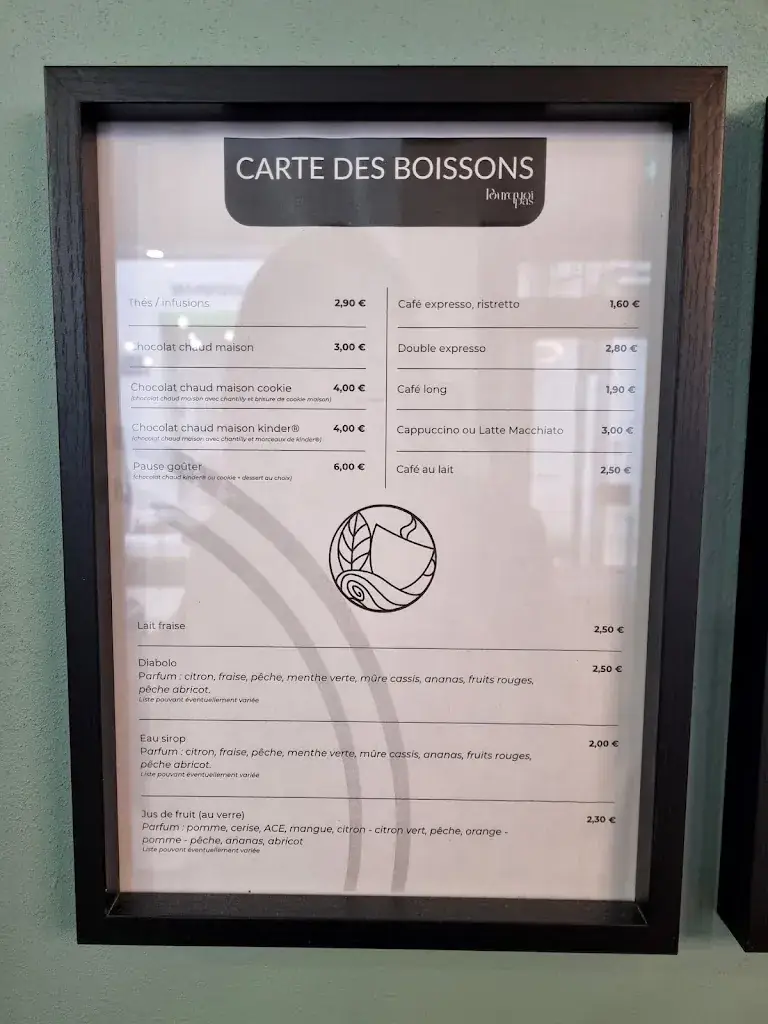 CARTE DES BOISSONS
Pourquoi
pas
Thés / infusions 2,90 €
Chocolat chaud maison 3,00 €
Chocolat chaud maison cookie 4,00 €
(chocolat chaud maison avec chantilly et brisure de cookie maison)
Chocolat chaud maison kinder® 4,00 €
(chocolat chaud maison avec chantilly et morceaux de kinder®)
Pause goûter 6,00 €
(chocolat chaud kinder® ou cookie + dessert au choix)
Café expresso, ristretto 1,60 €
Double expresso 2,80 €
Café long 1,90 €
Cappuccino ou Latte Macchiato 3,00 €
Café au lait 2,50 €
Lait fraise 2,50 €
Diabolo 2,50 €
Parfum : citron, fraise, pêche, menthe verte, mûre cassis, ananas, fruits rouges,
pêche abricot.
Liste pouvant éventuellement variée
Eau sirop 2,00 €
Parfum : citron, fraise, pêche, menthe verte, mûre cassis, ananas, fruits rouges,
pêche abricot.
Liste pouvant éventuellement variée
Jus de fruit (au verre) 2,30 €
Parfum : pomme, cerise, ACE, mangue, citron - citron vert, pêche, orange -
pomme - pêche, ananas, abricot
Liste pouvant éventuellement variée